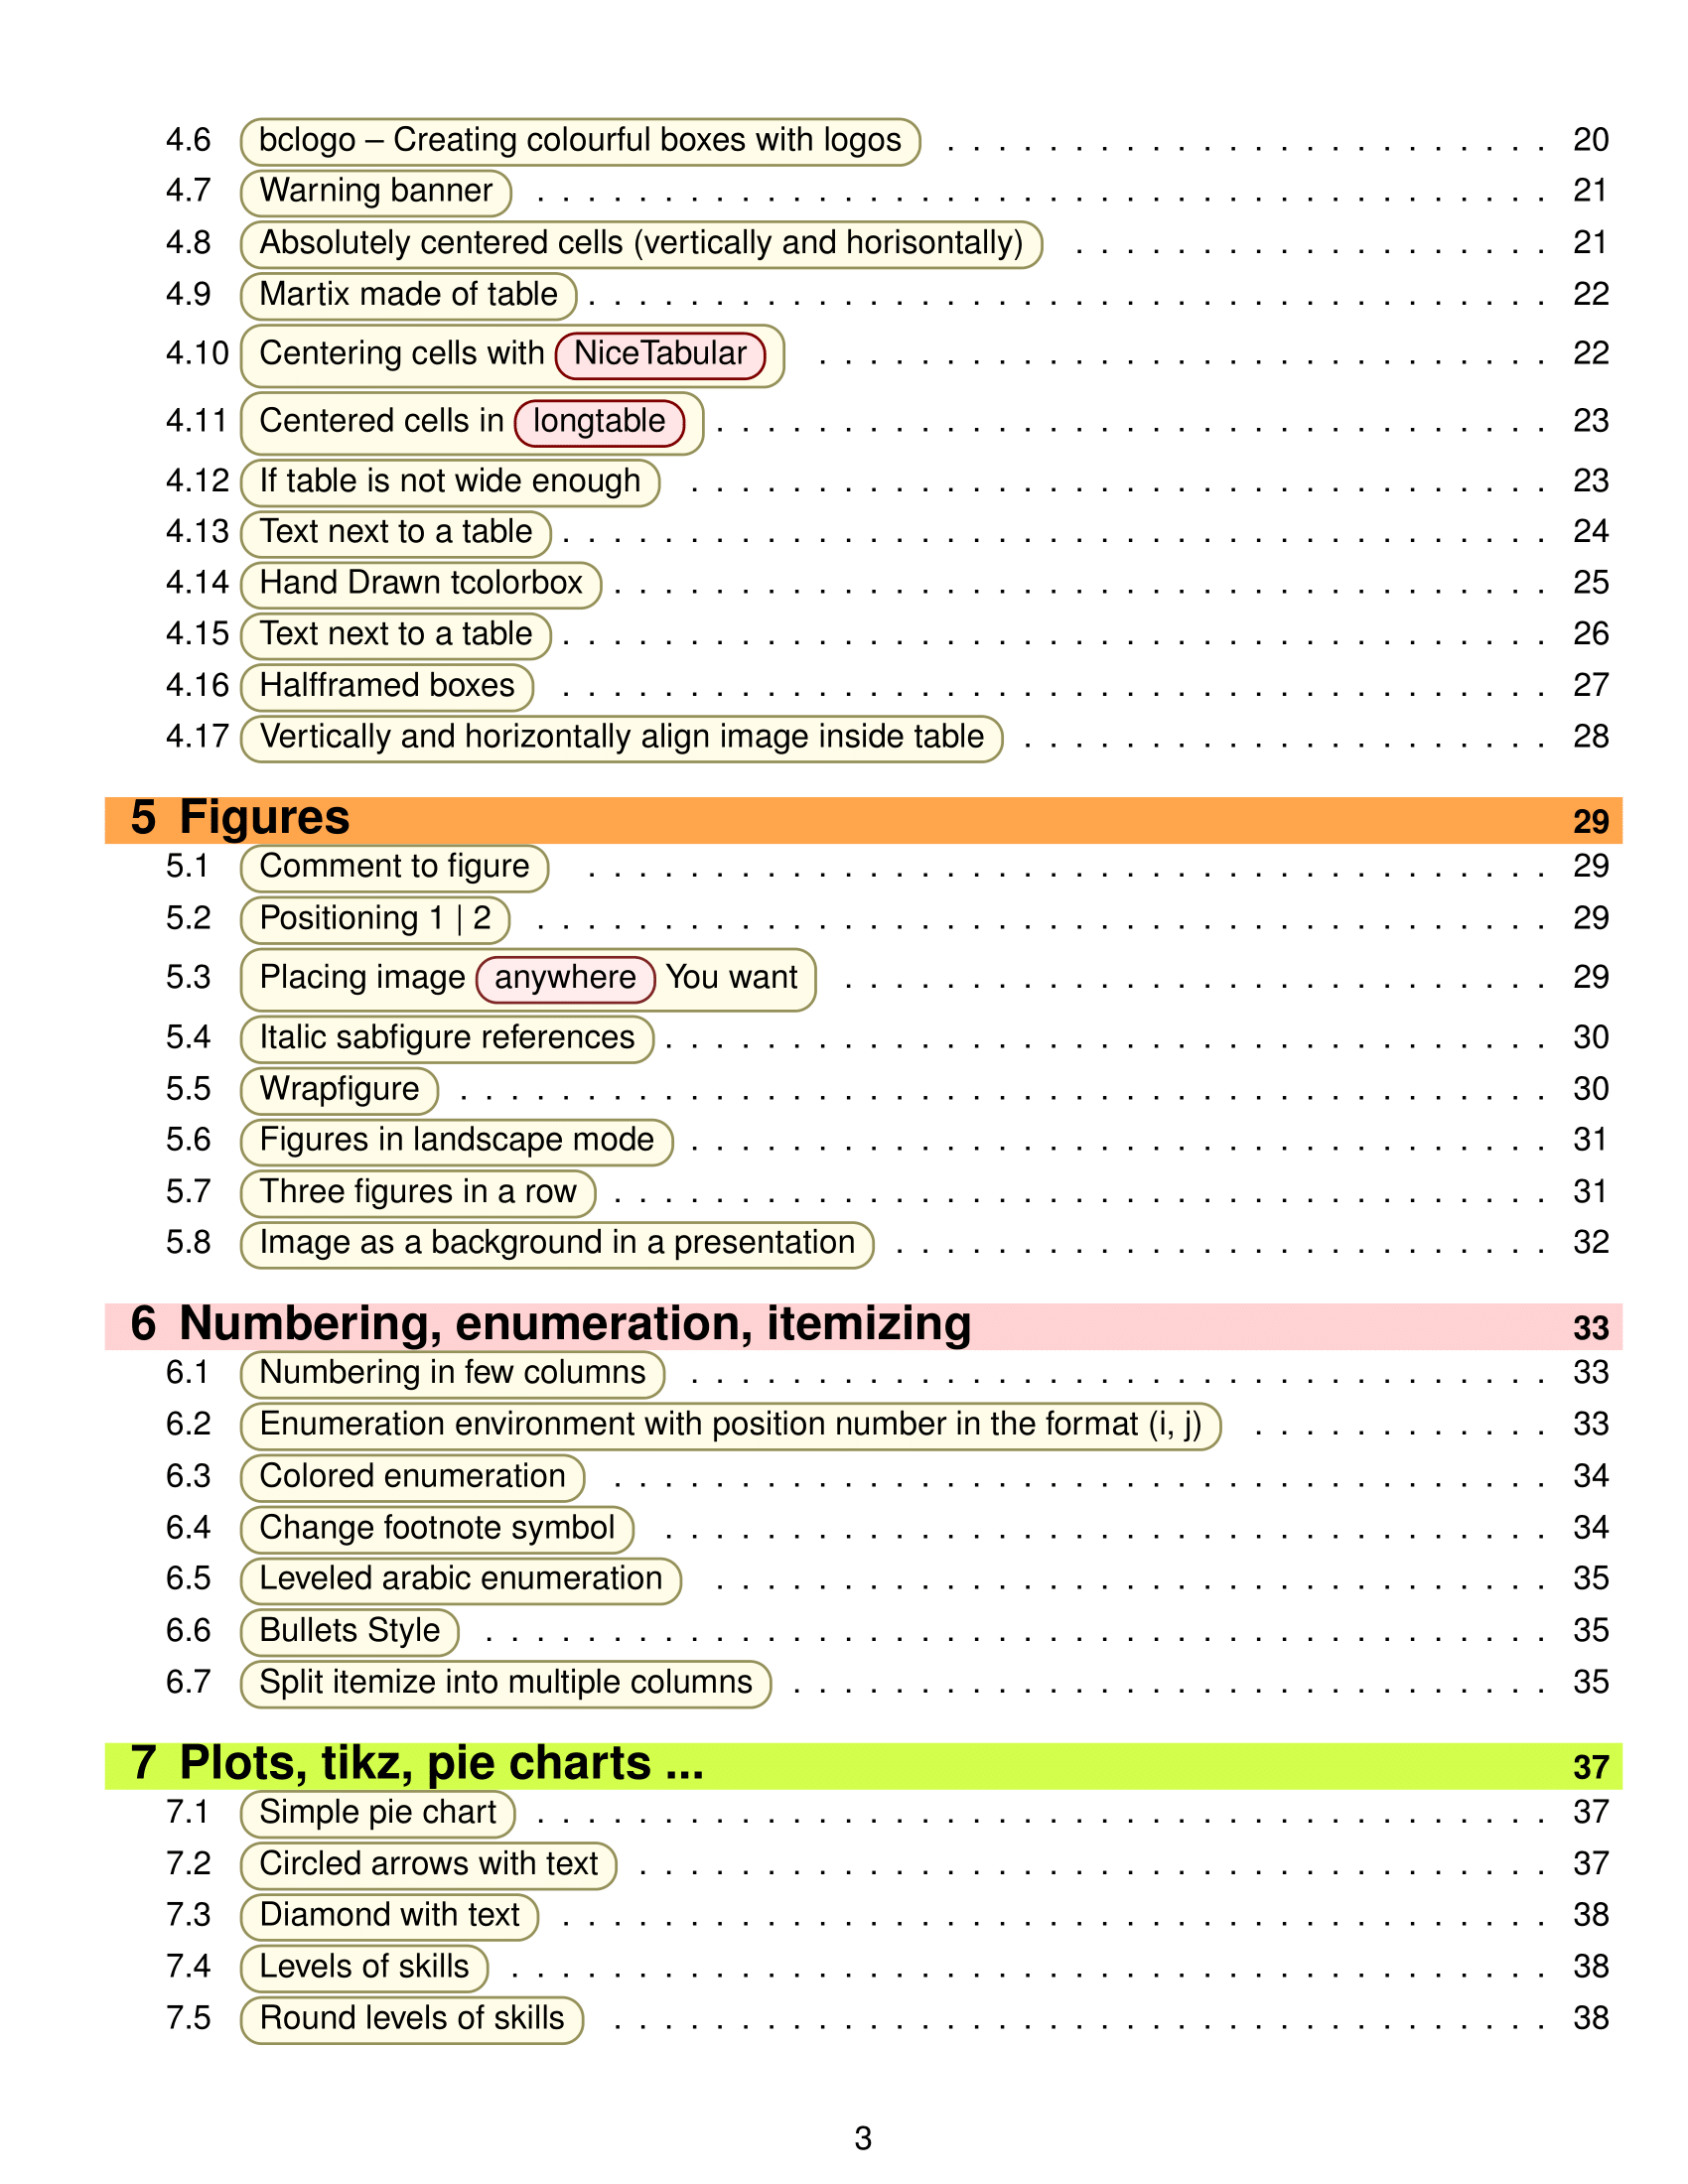 4.6 bclogo – Creating colourful boxes with logos . . . . . . . . . . . . . . . . . . . . . . . . 20
4.7 Warning banner . . . . . . . . . . . . . . . . . . . . . . . . . . . . . . . . . . . . . . . . 21
4.8 Absolutely centered cells (vertically and horisontally) . . . . . . . . . . . . . . . . . . . 21
4.9 Martix made of table . . . . . . . . . . . . . . . . . . . . . . . . . . . . . . . . . . . . . . 22
4.10 Centering cells with NiceTabular . . . . . . . . . . . . . . . . . . . . . . . . . . . . . 22
4.11 Centered cells in longtable . . . . . . . . . . . . . . . . . . . . . . . . . . . . . . . . . 23
4.12 If table is not wide enough . . . . . . . . . . . . . . . . . . . . . . . . . . . . . . . . . . 23
4.13 Text next to a table . . . . . . . . . . . . . . . . . . . . . . . . . . . . . . . . . . . . . . . 24
4.14 Hand Drawn tcolorbox . . . . . . . . . . . . . . . . . . . . . . . . . . . . . . . . . . . . . 25
4.15 Text next to a table . . . . . . . . . . . . . . . . . . . . . . . . . . . . . . . . . . . . . . . 26
4.16 Halfframed boxes . . . . . . . . . . . . . . . . . . . . . . . . . . . . . . . . . . . . . . . 27
4.17 Vertically and horizontally align image inside table . . . . . . . . . . . . . . . . . . . . . 28
5 Figures 29
5.1 Comment to figure . . . . . . . . . . . . . . . . . . . . . . . . . . . . . . . . . . . . . . 29
5.2 Positioning 1 | 2 . . . . . . . . . . . . . . . . . . . . . . . . . . . . . . . . . . . . . . . . 29
5.3 Placing image anywhere You want . . . . . . . . . . . . . . . . . . . . . . . . . . . . 29
5.4 Italic sabfigure references . . . . . . . . . . . . . . . . . . . . . . . . . . . . . . . . . . . 30
5.5 Wrapfigure . . . . . . . . . . . . . . . . . . . . . . . . . . . . . . . . . . . . . . . . . . . 30
5.6 Figures in landscape mode . . . . . . . . . . . . . . . . . . . . . . . . . . . . . . . . . . 31
5.7 Three figures in a row . . . . . . . . . . . . . . . . . . . . . . . . . . . . . . . . . . . . . 31
5.8 Image as a background in a presentation . . . . . . . . . . . . . . . . . . . . . . . . . . 32
6 Numbering, enumeration, itemizing 33
6.1 Numbering in few columns . . . . . . . . . . . . . . . . . . . . . . . . . . . . . . . . . . 33
6.2 Enumeration environment with position number in the format (i, j) . . . . . . . . . . . . 33
6.3 Colored enumeration . . . . . . . . . . . . . . . . . . . . . . . . . . . . . . . . . . . . . 34
6.4 Change footnote symbol . . . . . . . . . . . . . . . . . . . . . . . . . . . . . . . . . . . 34
6.5 Leveled arabic enumeration . . . . . . . . . . . . . . . . . . . . . . . . . . . . . . . . . 35
6.6 Bullets Style . . . . . . . . . . . . . . . . . . . . . . . . . . . . . . . . . . . . . . . . . . 35
6.7 Split itemize into multiple columns . . . . . . . . . . . . . . . . . . . . . . . . . . . . . . 35
7 Plots, tikz, pie charts ... 37
7.1 Simple pie chart . . . . . . . . . . . . . . . . . . . . . . . . . . . . . . . . . . . . . . . . 37
7.2 Circled arrows with text . . . . . . . . . . . . . . . . . . . . . . . . . . . . . . . . . . . . 37
7.3 Diamond with text . . . . . . . . . . . . . . . . . . . . . . . . . . . . . . . . . . . . . . . 38
7.4 Levels of skills . . . . . . . . . . . . . . . . . . . . . . . . . . . . . . . . . . . . . . . . . 38
7.5 Round levels of skills . . . . . . . . . . . . . . . . . . . . . . . . . . . . . . . . . . . . . 38
3